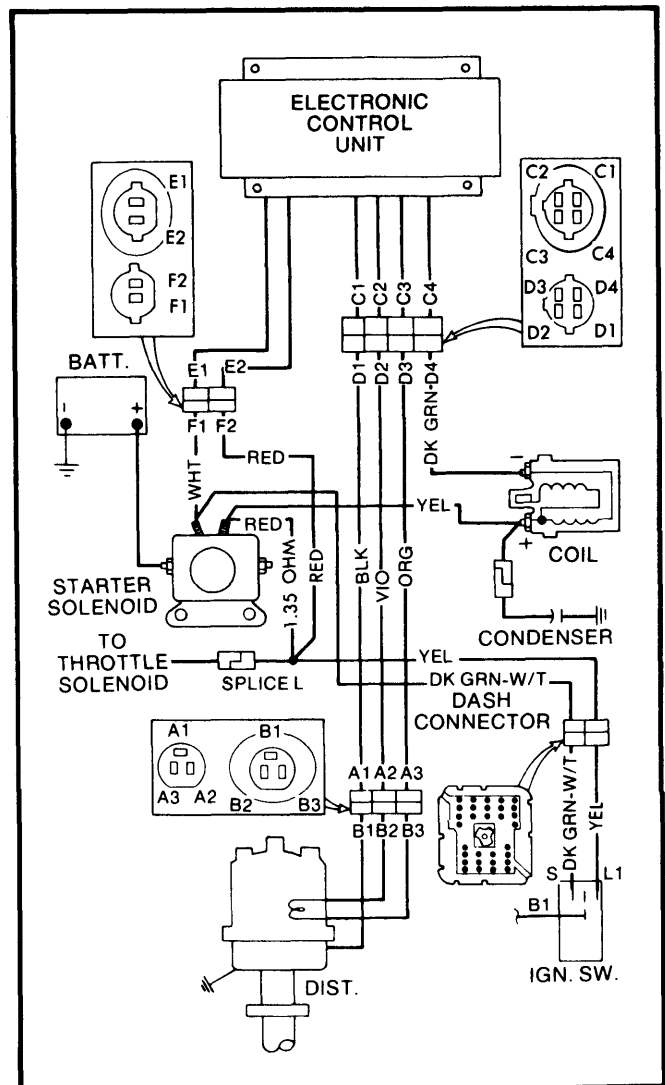 ELECTRONIC
CONTROL
UNIT
E1
E2
F2
F1
C2
C1
C3
C4
D3
D4
D2
D1
C1
C2
C3
C4
BATT.
-
+
E1
E2
F1
F2
D1
D2
D3
DK GRN-D4
WHT
RED
-
YEL
+
COIL
RED
1.35 OHM
RED
BLK
VIO
ORG
STARTER
SOLENOID
CONDENSER
TO
THROTTLE
SOLENOID
SPLICE L
YEL
DK GRN-W/T
DASH
CONNECTOR
A1
A3
A2
B1
B2
B3
A1
A2
A3
B1
B2
B3
DK GRN-W/T
YEL
S
L1
B1
IGN. SW.
DIST.